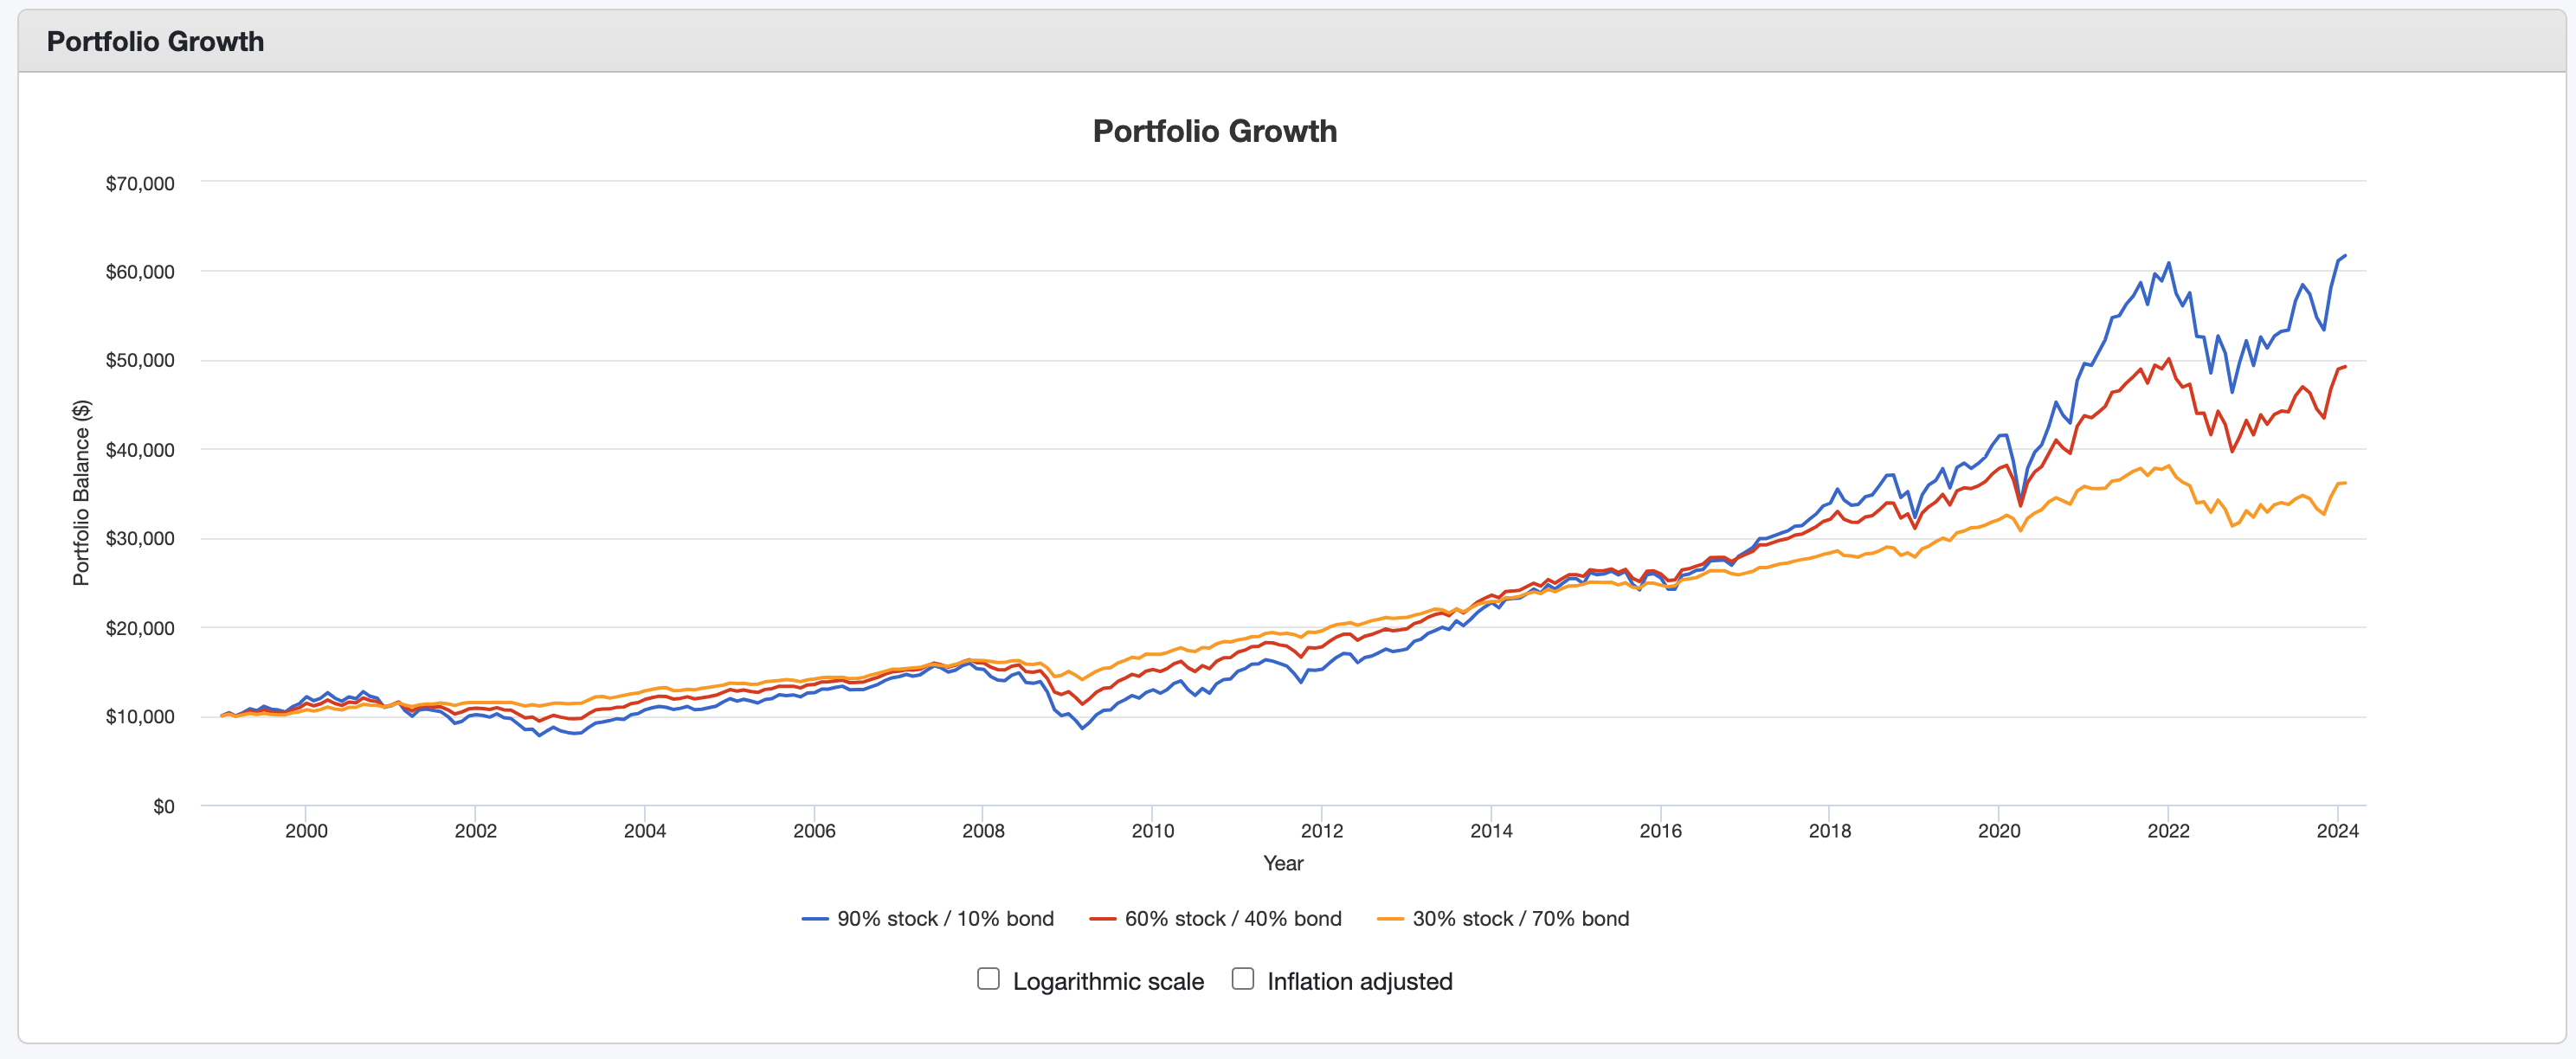 Portfolio Growth
Portfolio Growth
$70,000
$60,000
$50,000
$40,000
$30,000
$20,000
$10,000
$0
Portfolio Balance ($)
2000 2002 2004 2006 2008 2010 2012 2014 2016 2018 2020 2022 2024
Year
90% stock / 10% bond 60% stock / 40% bond 30% stock / 70% bond
Logarithmic scale Inflation adjusted